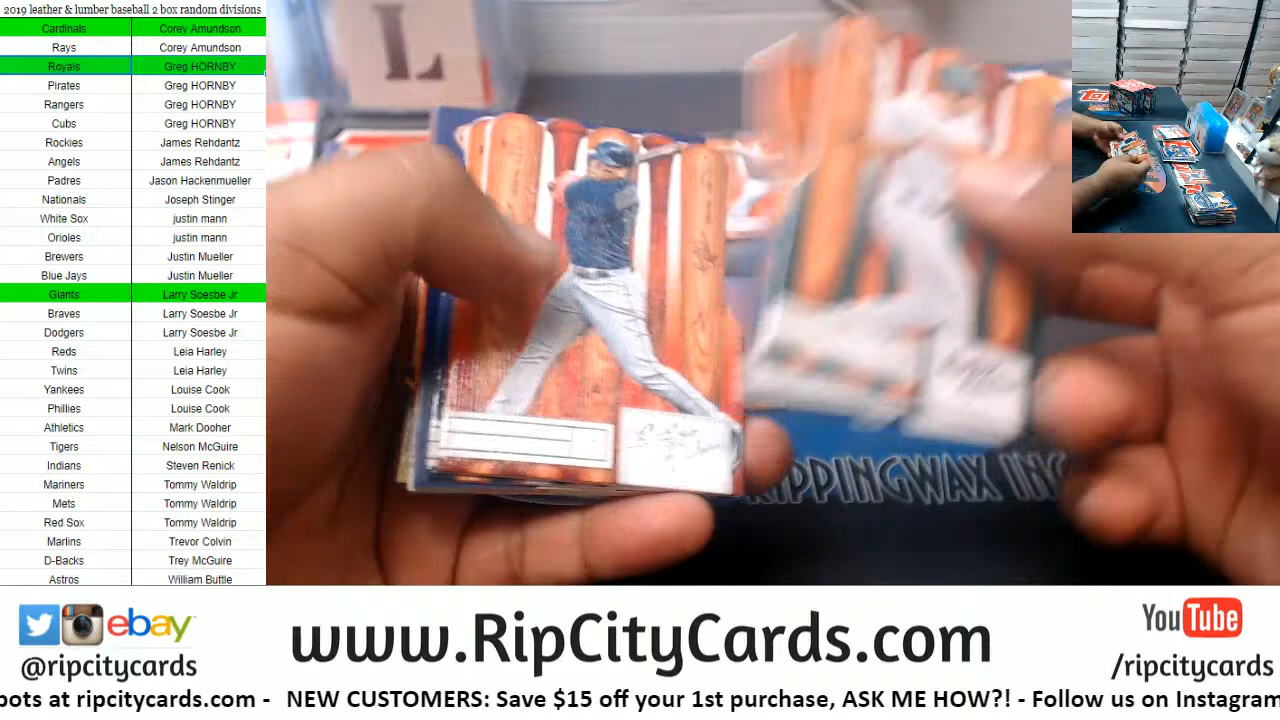 2019 leather & lumber baseball 2 box random divisions
Cardinals Corey Amundson
Rays Corey Amundson
Royals Greg HORNBY
Pirates Greg HORNBY
Rangers Greg HORNBY
Cubs Greg HORNBY
Rockies James Rehdantz
Angels James Rehdantz
Padres Jason Hackenmueller
Nationals Joseph Stinger
White Sox justin mann
Orioles justin mann
Brewers Justin Mueller
Blue Jays Justin Mueller
Giants Larry Soesbe Jr
Braves Larry Soesbe Jr
Dodgers Larry Soesbe Jr
Reds Leia Harley
Twins Leia Harley
Yankees Louise Cook
Phillies Louise Cook
Athletics Mark Dooher
Tigers Nelson McGuire
Indians Steven Renick
Mariners Tommy Waldrip
Mets Tommy Waldrip
Red Sox Tommy Waldrip
Marlins Trevor Colvin
D-Backs Trey McGuire
Astros William Buttle
L
RIPPINGWAX INC
ebay
@ripcitycards
www.RipCityCards.com
YouTube
/ripcitycards
pots at ripcitycards.com - NEW CUSTOMERS: Save $15 off your 1st purchase, ASK ME HOW?! - Follow us on Instagram